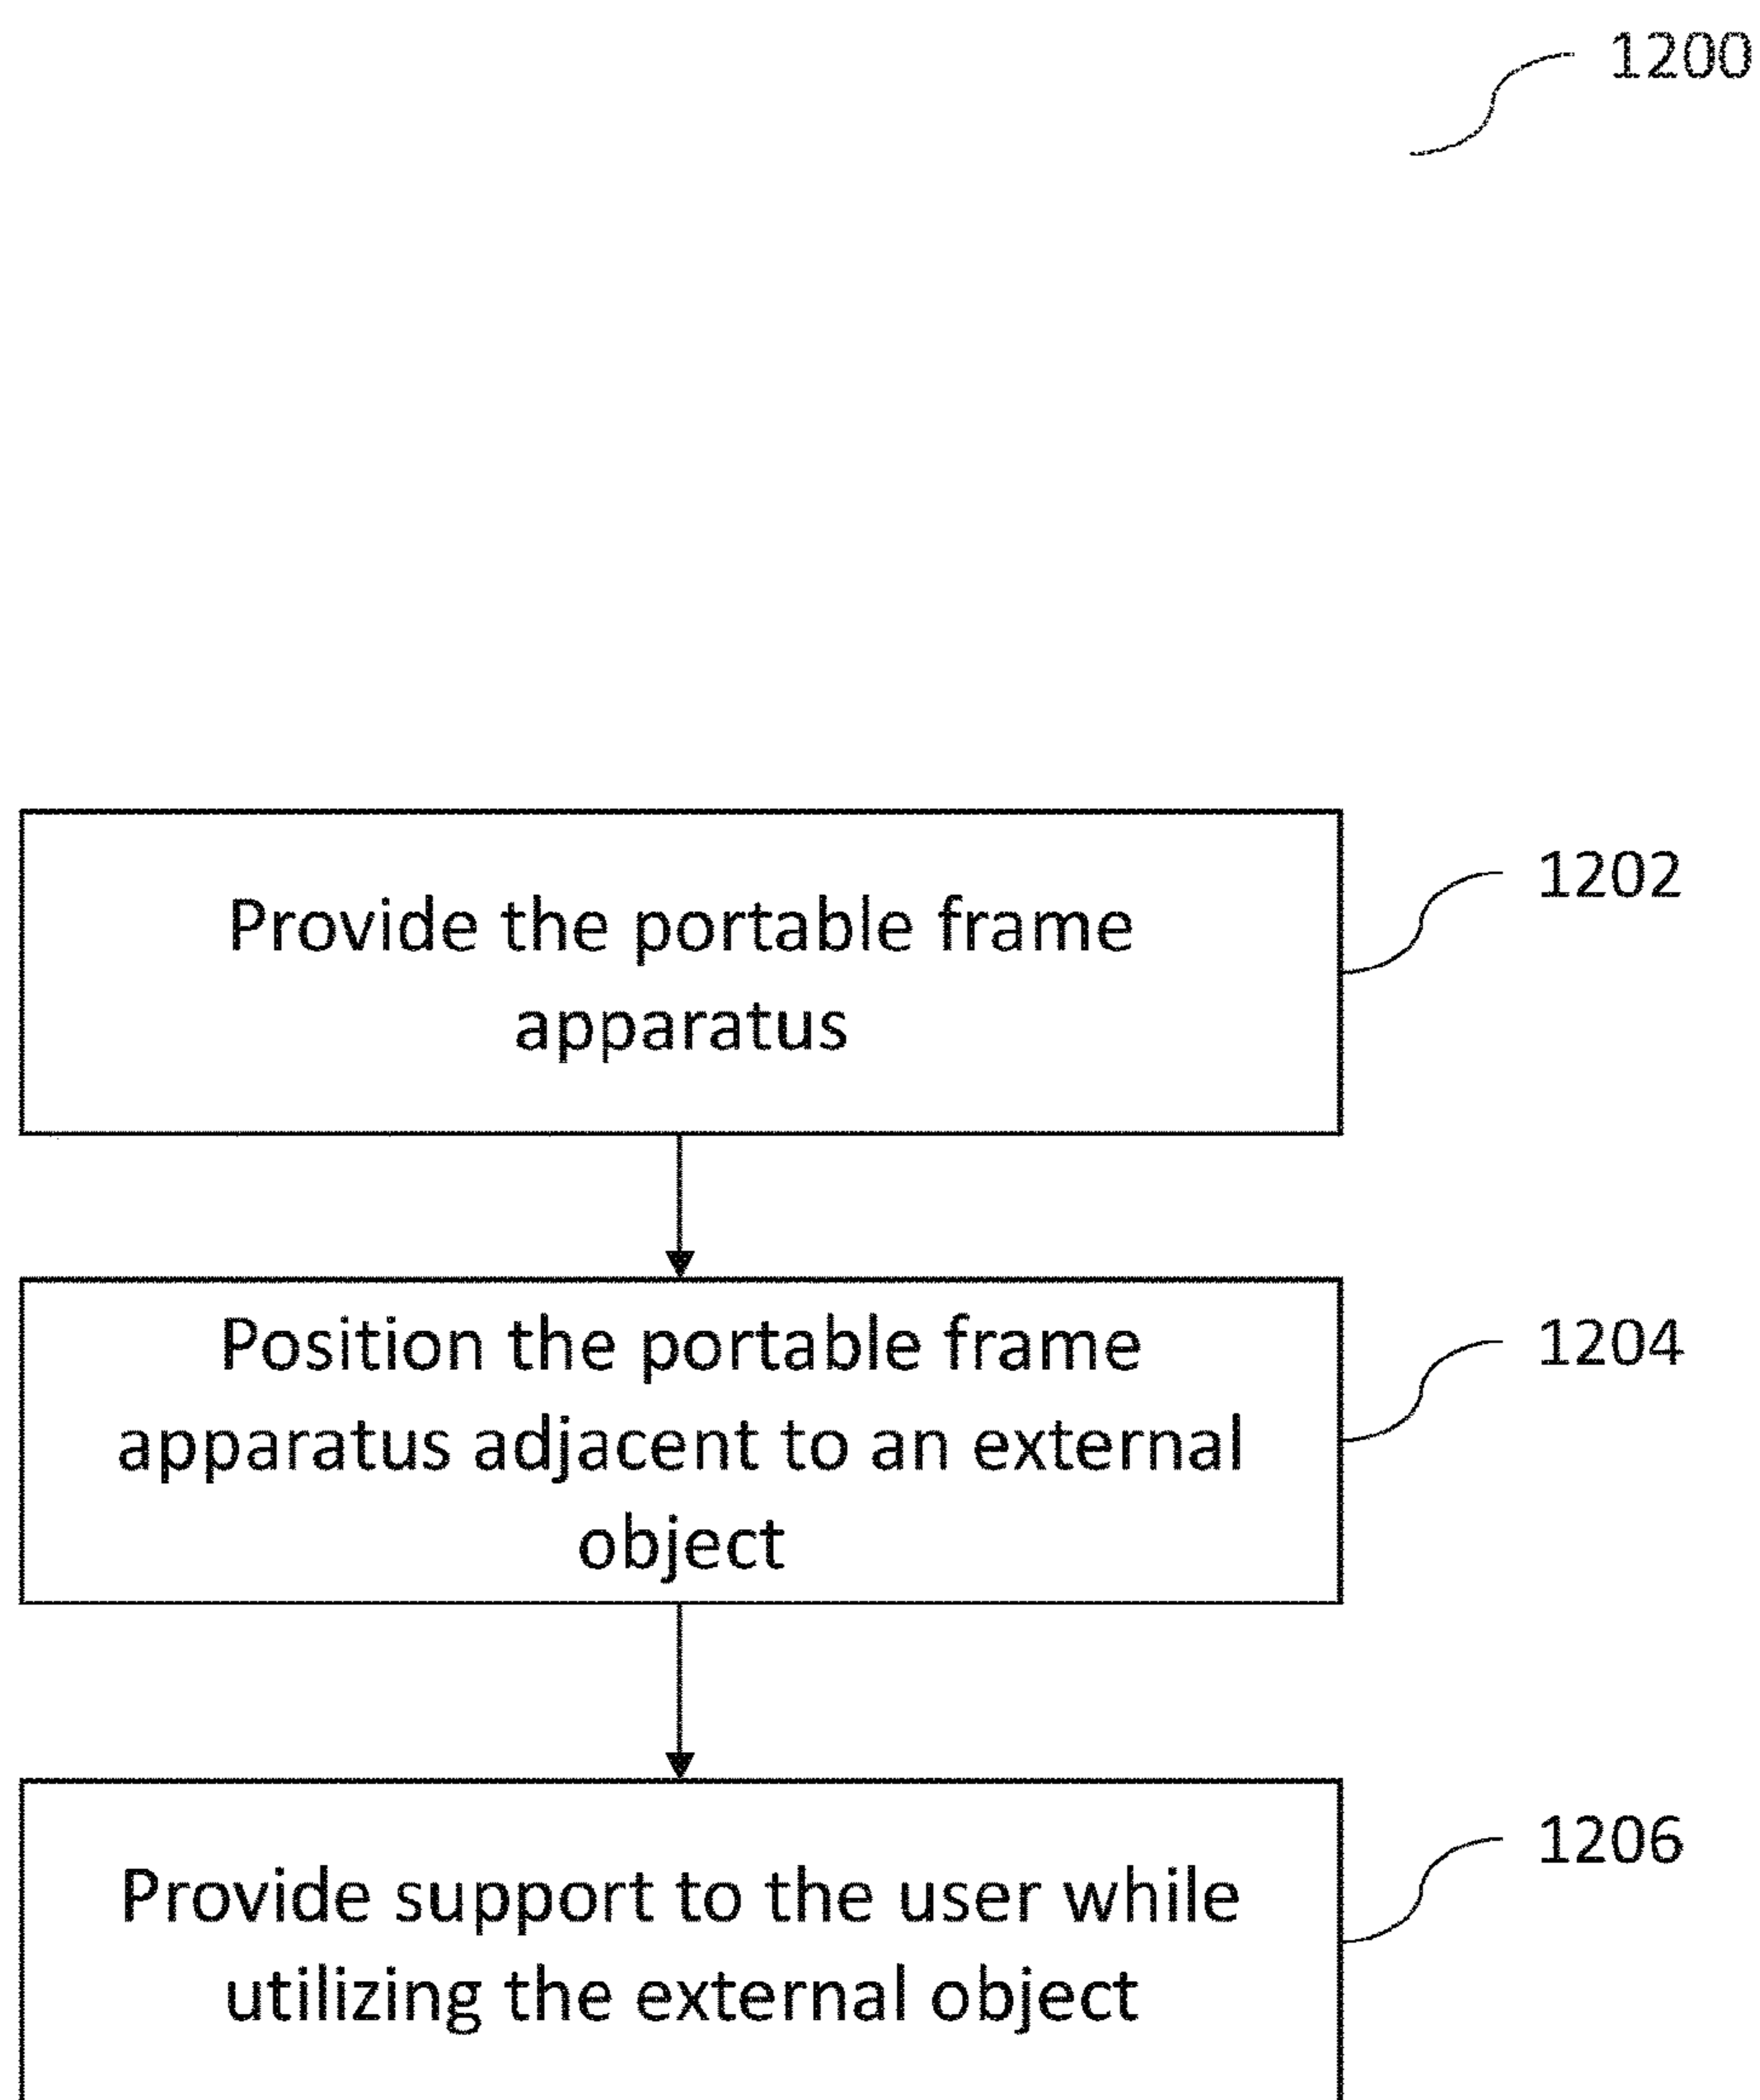 1200
Provide the portable frame
apparatus
1202
Position the portable frame
apparatus adjacent to an external
object
1204
Provide support to the user while
utilizing the external object
1206